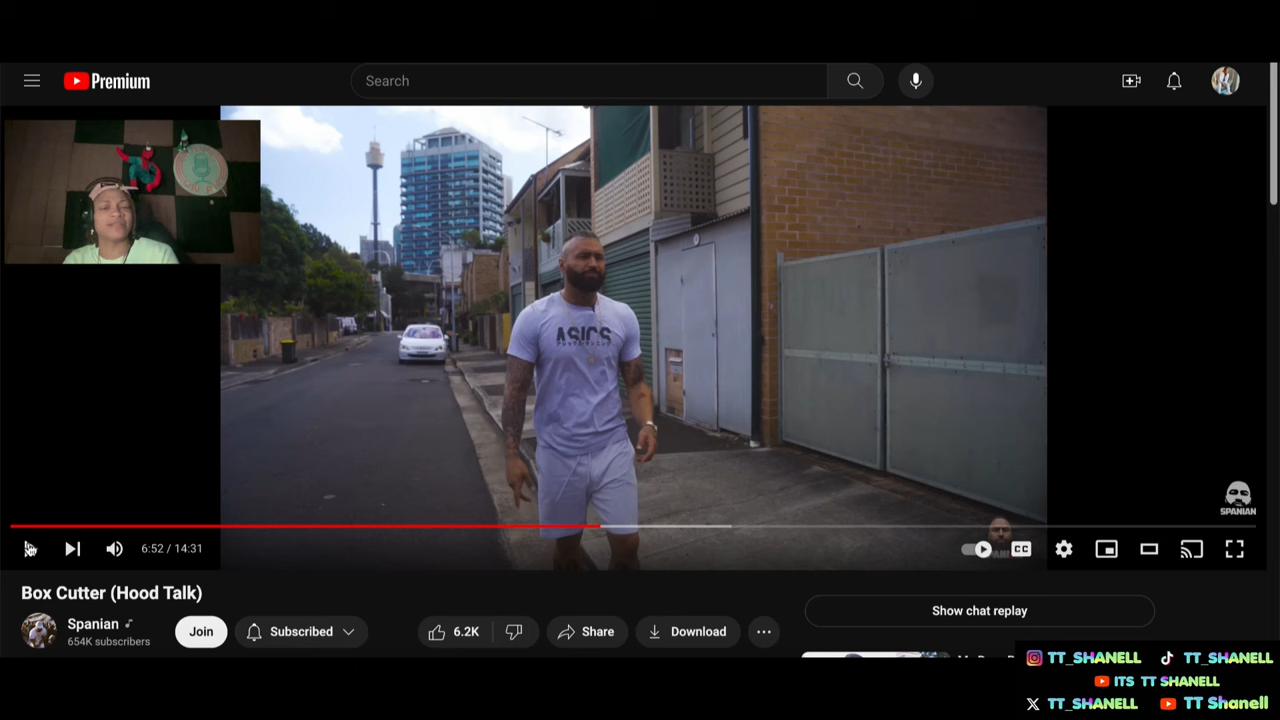 Premium
Search
ASICS
SPANIAN
6:52 / 14:31
CC
Box Cutter (Hood Talk)
Spanian
654K subscribers
Join
Subscribed
6.2K
Share
Download
Show chat replay
TT_SHANELL
TT_SHANELL
ITS TT SHANELL
TT_SHANELL
TT Shanell